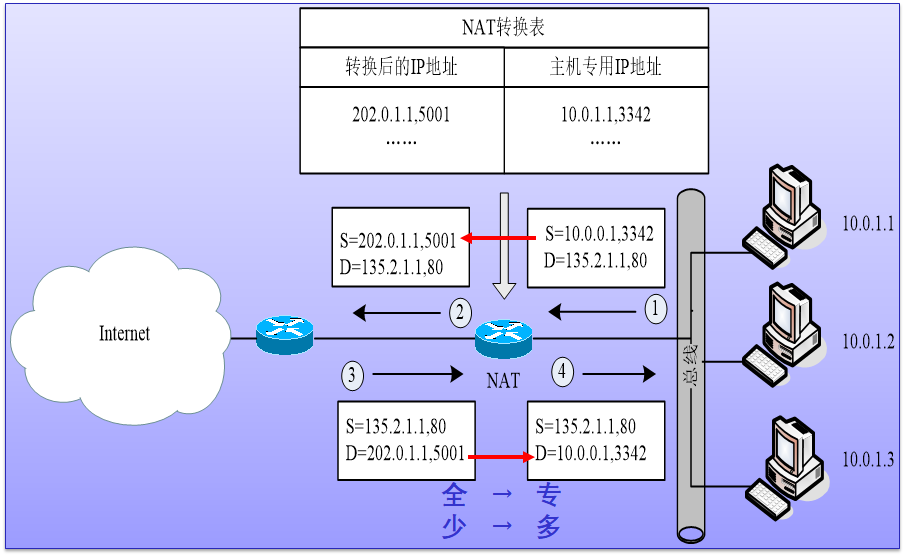 NAT转换表
转换后的IP地址
主机专用IP地址
202.0.1.1,5001
10.0.1.1,3342
……
……
S=202.0.1.1,5001
D=135.2.1.1,80
S=10.0.0.1,3342
D=135.2.1.1,80
10.0.1.1
②
①
Internet
10.0.1.2
总线
NAT
③
④
S=135.2.1.1,80
D=202.0.1.1,5001
S=135.2.1.1,80
D=10.0.0.1,3342
10.0.1.3
全 → 专
少 → 多